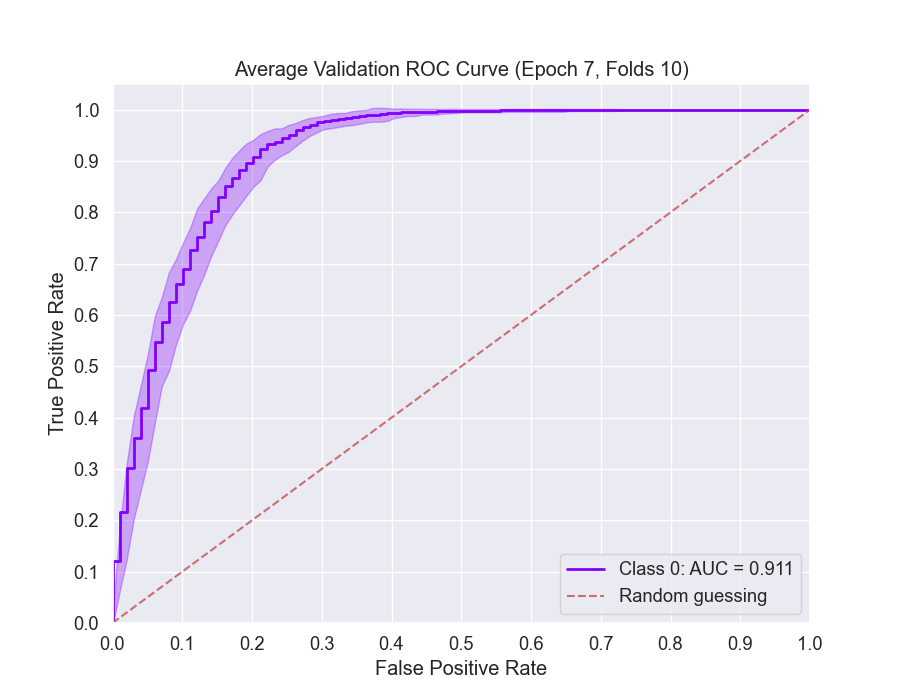 Average Validation ROC Curve (Epoch 7, Folds 10)
True Positive Rate
1.0
0.9
0.8
0.7
0.6
0.5
0.4
0.3
0.2
0.1
0.0
Class 0: AUC = 0.911
Random guessing
0.0 0.1 0.2 0.3 0.4 0.5 0.6 0.7 0.8 0.9 1.0
False Positive Rate